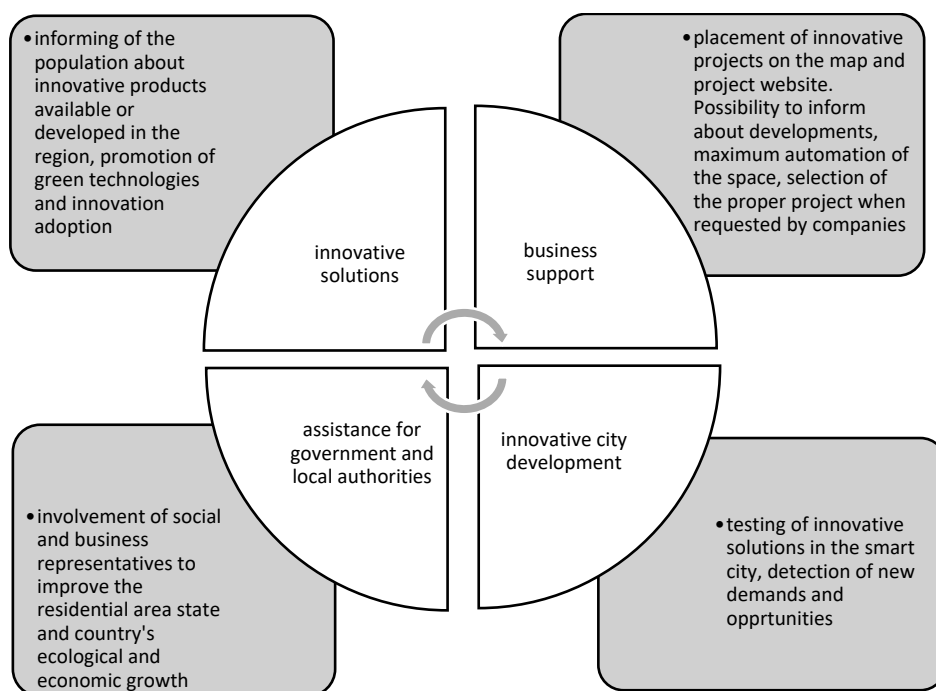 •informing of the
population about
innovative products
available or
developed in the
region, promotion of
green technologies
and innovation
adoption
•placement of innovative
projects on the map and
project website.
Possibility to inform
about developments,
maximum automation of
the space, selection of
the proper project when
requested by companies
innovative
solutions
business
support
assistance for
government and
local authorities
innovative city
development
•involvement of social
and business
representatives to
improve the
residential area state
and country's
ecological and
economic growth
•testing of innovative
solutions in the smart
city, detection of new
demands and
opprtunities